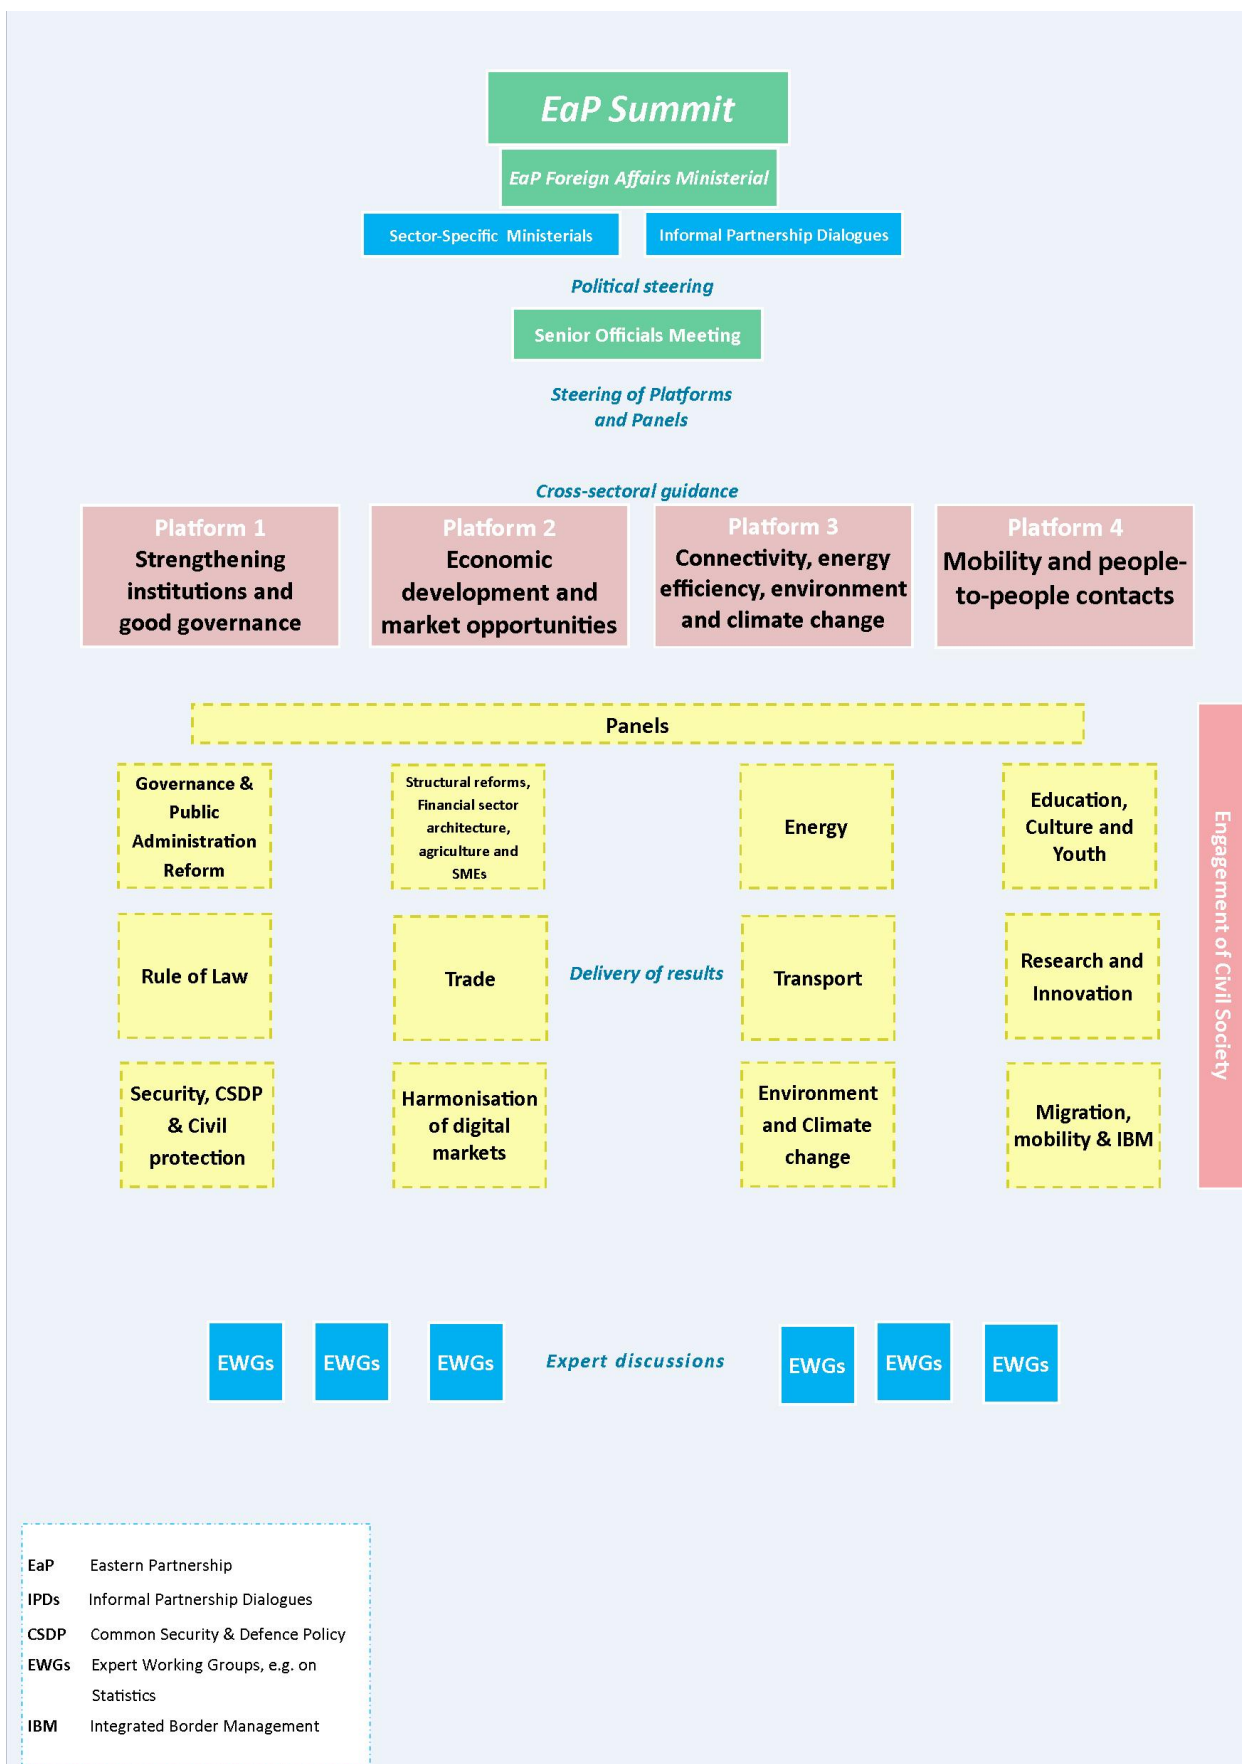 EaP Summit
EaP Foreign Affairs Ministerial
Sector-Specific Ministerials
Informal Partnership Dialogues
Political steering
Senior Officials Meeting
Steering of Platforms
and Panels
Cross-sectoral guidance
Platform 1
Strengthening
institutions and
good governance
Platform 2
Economic
development and
market opportunities
Platform 3
Connectivity, energy
efficiency, environment
and climate change
Platform 4
Mobility and people-
to-people contacts
Panels
Governance &
Public
Administration
Reform
Structural reforms,
Financial sector
architecture,
agriculture and
SMEs
Energy
Education,
Culture and
Youth
Rule of Law
Trade
Delivery of results
Transport
Research and
Innovation
Security, CSDP
& Civil
protection
Harmonisation
of digital
markets
Environment
and Climate
change
Migration,
mobility & IBM
Engagement of Civil Society
EWGs
EWGs
EWGs
Expert discussions
EWGs
EWGs
EWGs
EaP Eastern Partnership
IPDs Informal Partnership Dialogues
CSDP Common Security & Defence Policy
EWGs Expert Working Groups, e.g. on
Statistics
IBM Integrated Border Management